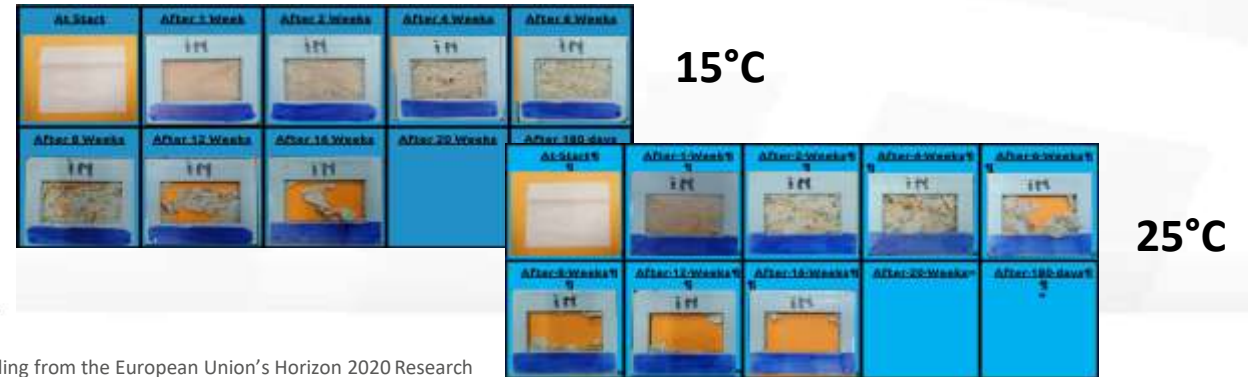 At Start After 1 Week After 2 Weeks After 4 Weeks After 6 Weeks
15°C
After 8 Weeks After 12 Weeks After 16 Weeks After 20 Weeks After 180 days
At·Start¶ After·1·Week¶ After·2·Weeks¶ After·4·Weeks¶ After·6·Weeks¶
25°C
After·8·Weeks¶ After·12·Weeks¶ After·16·Weeks¶ After·20·Weeks After·180·days¶
ling from the European Union's Horizon 2020 Research